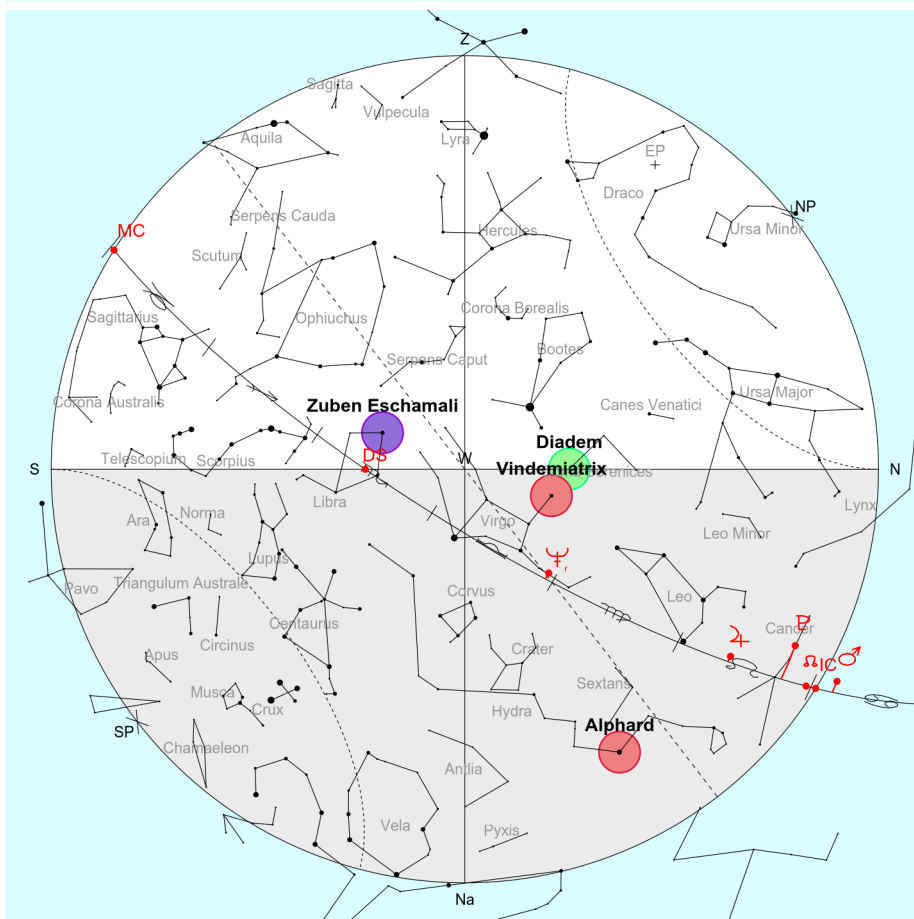 Z
Sagitta
Vulpecula
Aquila
Lyra
EP
Draco
NP
Serpens Cauda
MC
Hercules
Ursa Minor
Scutum
Sagittarius
Ophiuchus
Corona Borealis
Serpens Caput
Bootes
Ursa Major
Corona Australis
Zuben Eschamali
Canes Venatici
Diadem
Telescopium
Scorpius
DS
W
Vindemiatrix
S
N
Libra
Lynx
Ara
Norma
Virgo
Leo Minor
Lupus
Triangulum Australe
Pavo
Corvus
Leo
Circinus
Centaurus
Cancer
Apus
Crater
IC
Musca
Crux
Sextans
Hydra
SP
Alphard
Chamaeleon
Antlia
Vela
Pyxis
Na